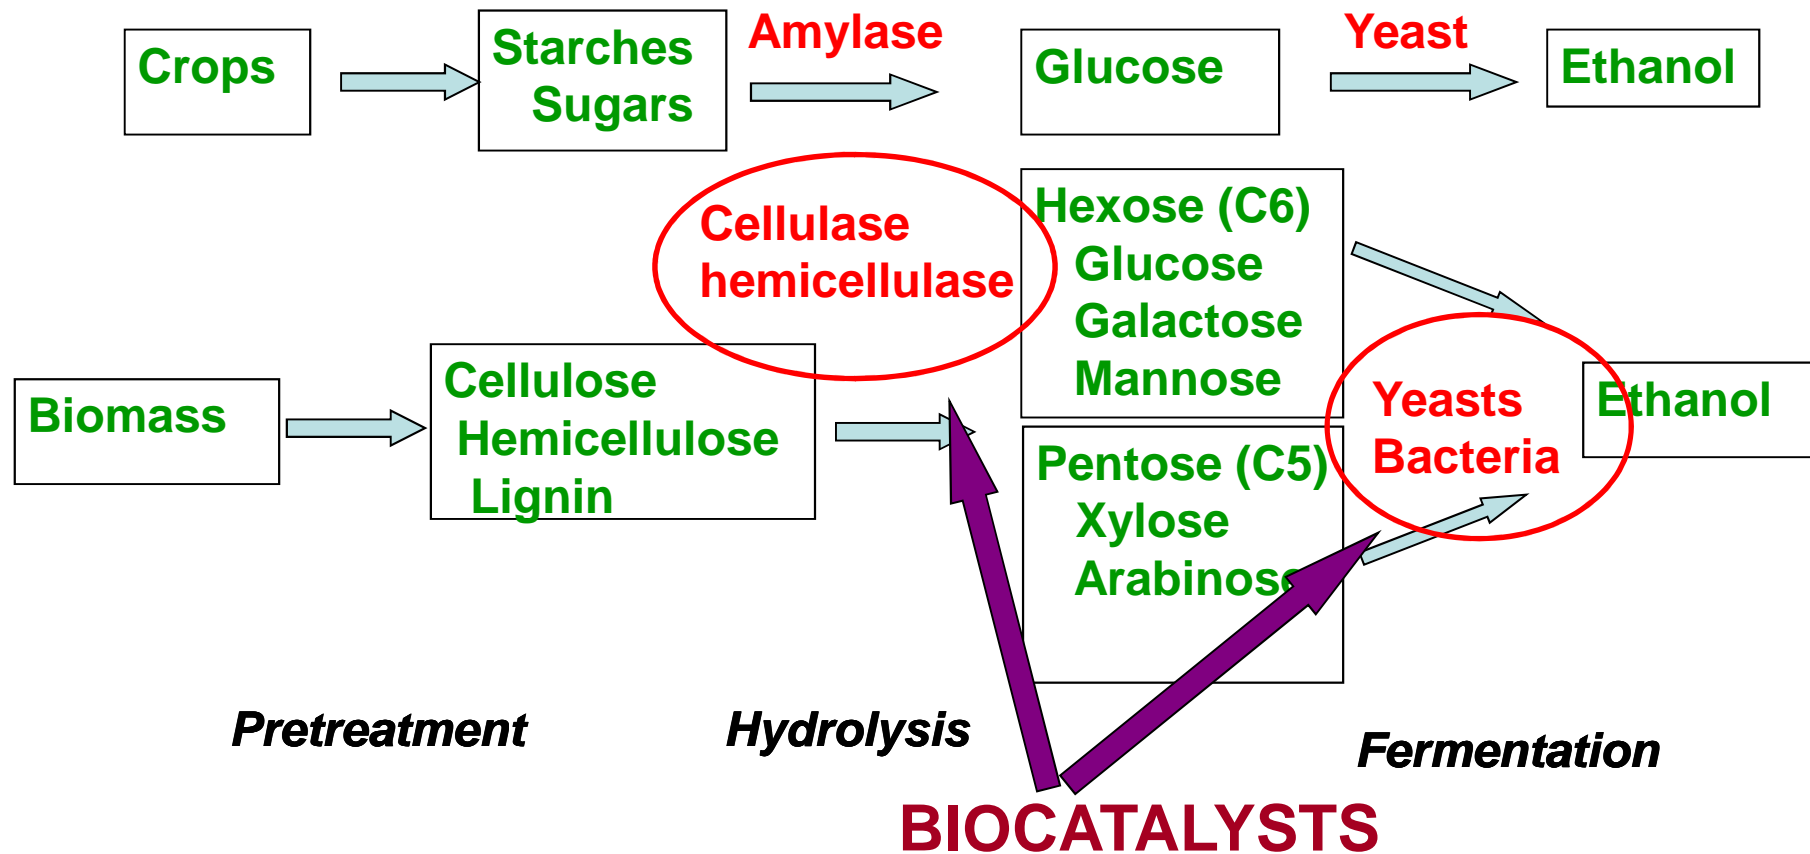 Crops
Starches
Sugars
Amylase
Glucose
Yeast
Ethanol
Cellulase
hemicellulase
Hexose (C6)
Glucose
Galactose
Mannose
Biomass
Cellulose
Hemicellulose
Lignin
Pentose (C5)
Xylose
Arabinose
Yeasts
Bacteria
Ethanol
Pretreatment
Hydrolysis
Fermentation
BIOCATALYSTS